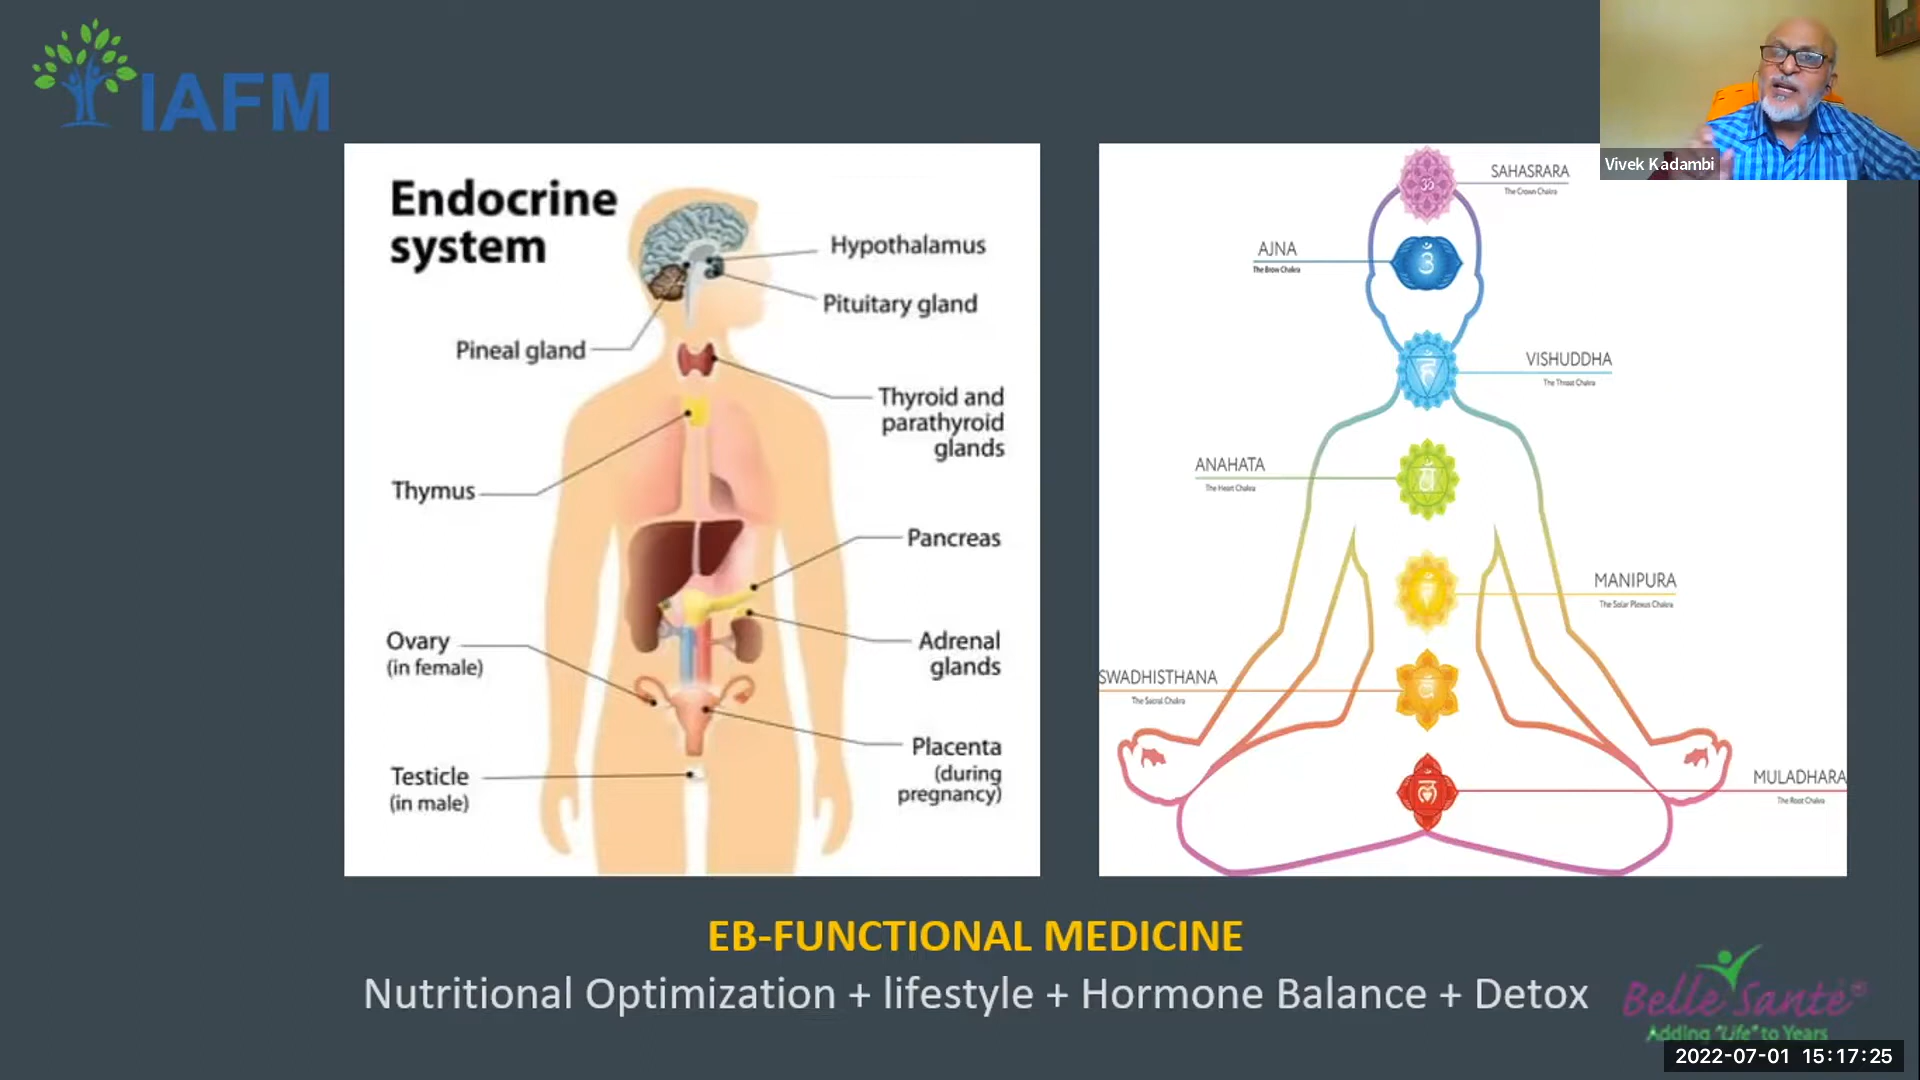 IAFM
Vivek Kadambi
Endocrine
system
Hypothalamus
Pituitary gland
Pineal gland
Thyroid and
parathyroid
glands
Thymus
Pancreas
Ovary
(in female)
Adrenal
glands
Placenta
(during
pregnancy)
Testicle
(in male)
SAHASRARA
The Crown Chakra
AJNA
The Brow Chakra
VISHUDDHA
The Throat Chakra
ANAHATA
The Heart Chakra
MANIPURA
The Solar Plexus Chakra
SWADHISTHANA
The Sacral Chakra
MULADHARA
The Root Chakra
EB-FUNCTIONAL MEDICINE
Nutritional Optimization + lifestyle + Hormone Balance + Detox
Belle Santé®
Adding "Life" to Years
2022-07-01 15:17:25